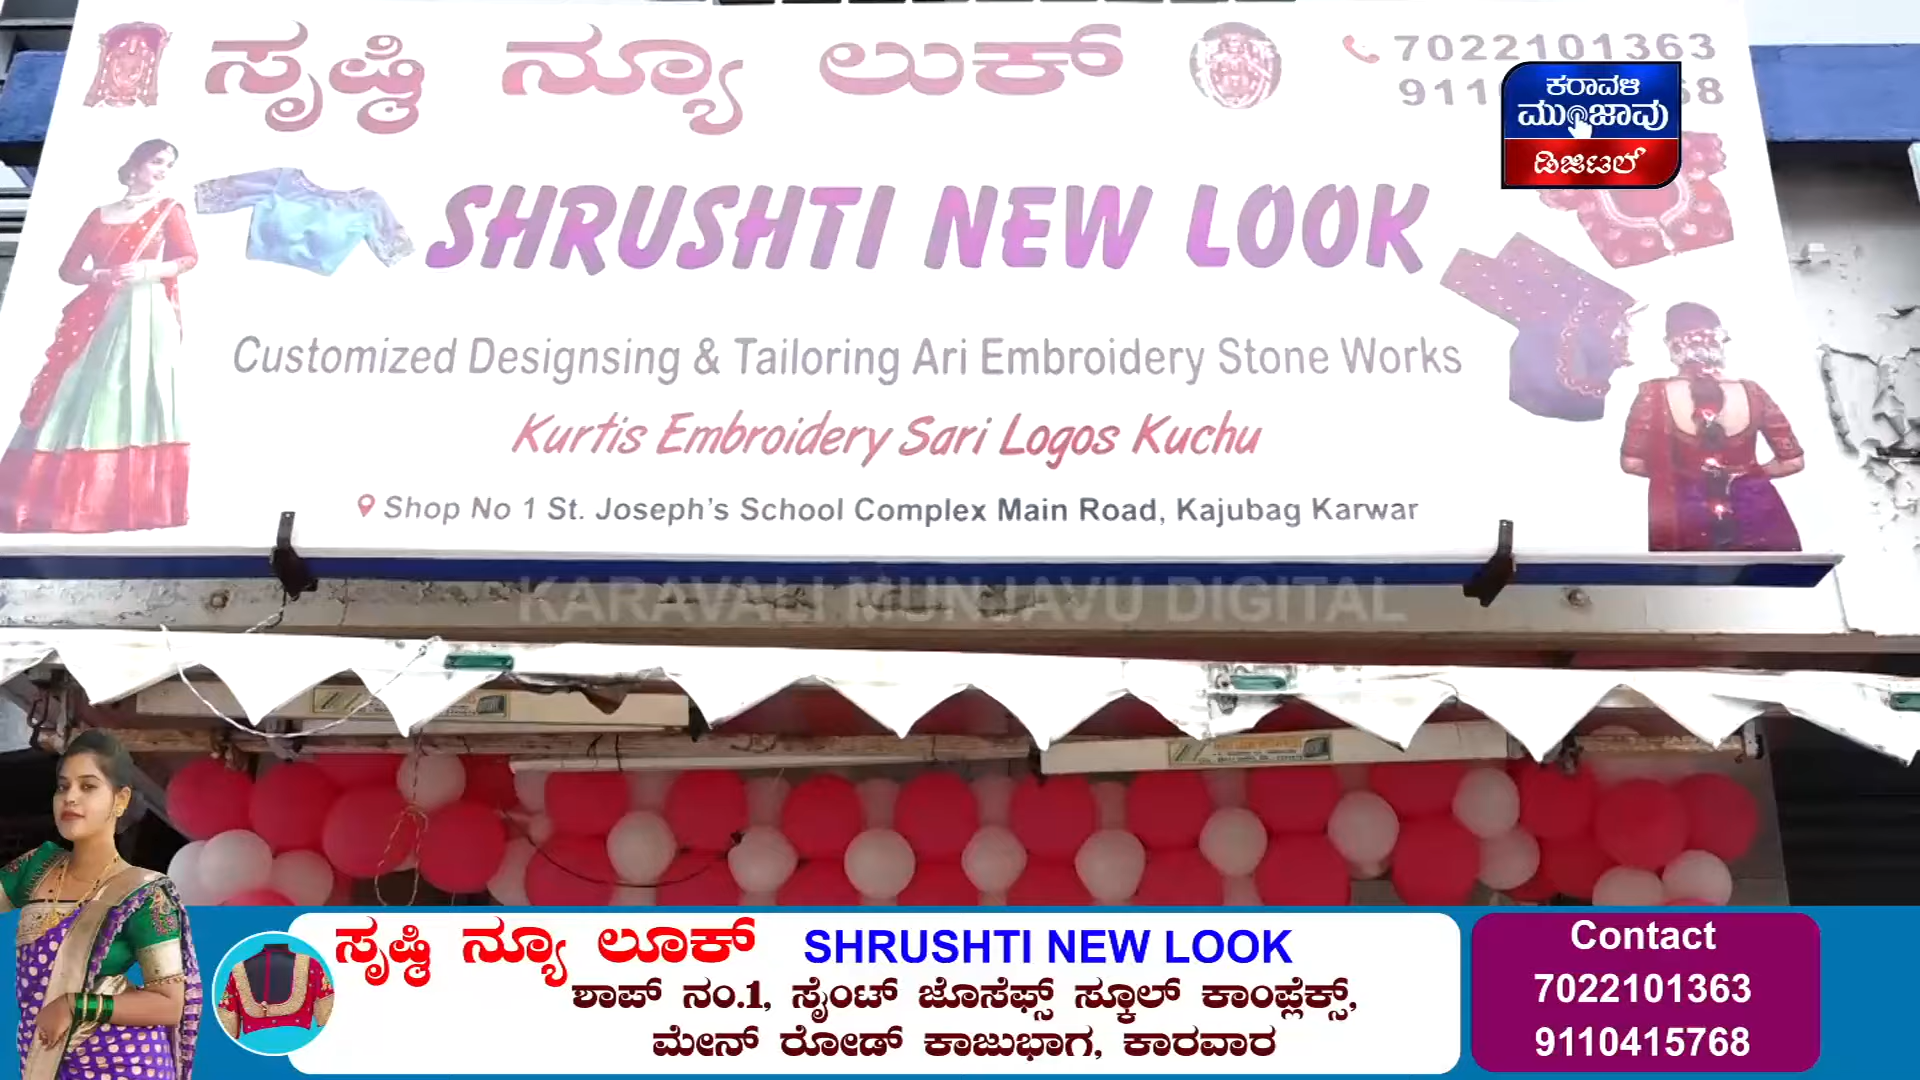 ಸೃಷ್ಠಿ ನ್ಯೂ ಲುಕ್
7022101363
ಕರಾವಳಿ
ಮುಂಜಾವು
ಡಿಜಿಟಲ್
SHRUSHTI NEW LOOK
Customized Designsing & Tailoring Ari Embroidery Stone Works
Kurtis Embroidery Sari Logos Kuchu
Shop No 1 St. Joseph's School Complex Main Road, Kajubag Karwar
KARAVALI MUNJAVU DIGITAL
ಸೃಷ್ಠಿ ನ್ಯೂ ಲೂಕ್ SHRUSHTI NEW LOOK
ಶಾಪ್ ನಂ.1, ಸೈಂಟ್ ಜೊಸೆಫ್ಸ್ ಸ್ಕೂಲ್ ಕಾಂಪ್ಲೆಕ್ಸ್,
ಮೇನ್ ರೋಡ್ ಕಾಜುಭಾಗ, ಕಾರವಾರ
Contact
7022101363
9110415768